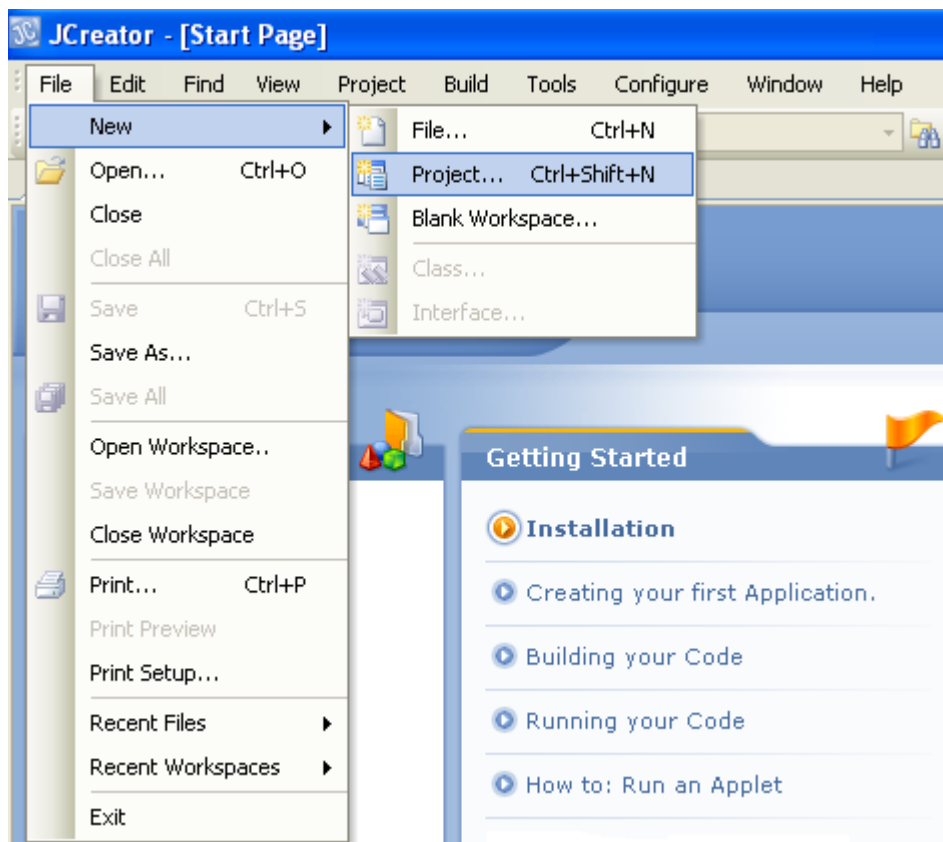 JCreator - [Start Page]
File Edit Find View Project Build Tools Configure Window Help
New
File... Ctrl+N
Open... Ctrl+O
Project... Ctrl+Shift+N
Close
Blank Workspace...
Close All
Class...
Save Ctrl+S
Interface...
Save As...
Save All
Open Workspace..
Getting Started
Save Workspace
Close Workspace
Installation
Print... Ctrl+P
Creating your first Application.
Print Preview
Building your Code
Print Setup...
Recent Files
Running your Code
Recent Workspaces
How to: Run an Applet
Exit